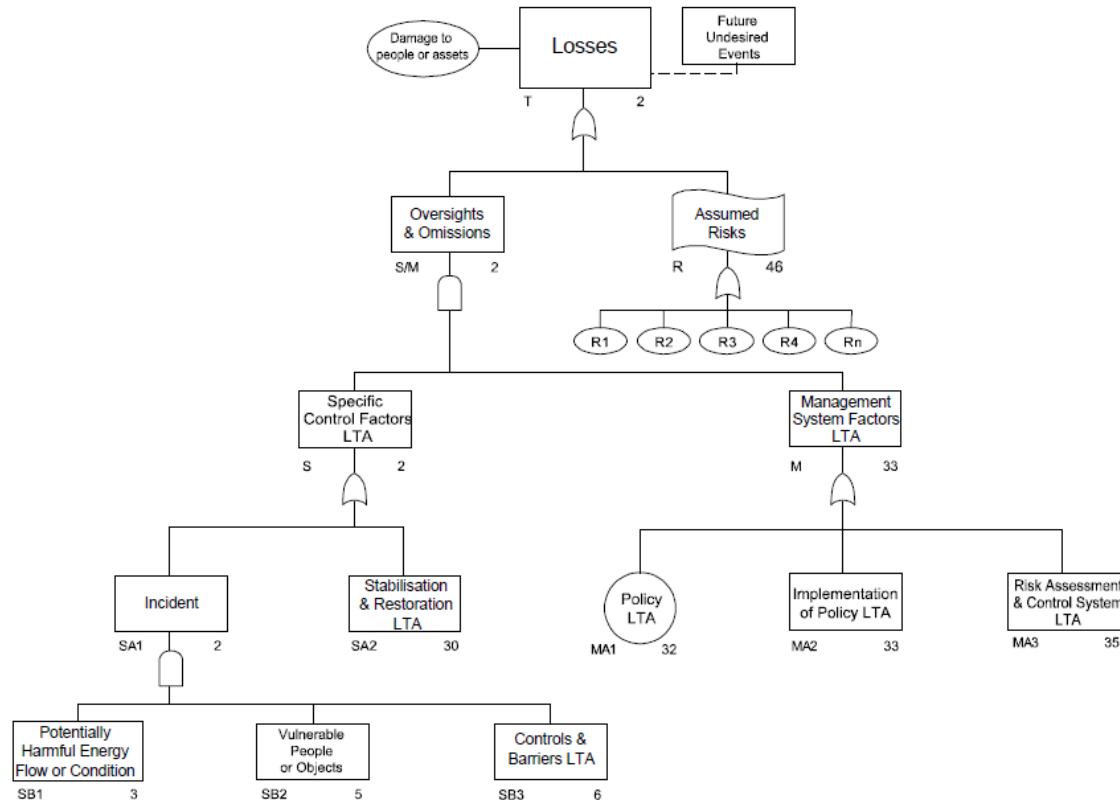 Damage to
people or assets
Losses
Future
Undesired
Events
T 2
Oversights
& Omissions
Assumed
Risks
S/M 2
R 46
R1 R2 R3 R4 Rn
Specific
Control Factors
LTA
Management
System Factors
LTA
S 2
M 33
Incident
Stabilisation
& Restoration
LTA
Policy
LTA
Implementation
of Policy LTA
Risk Assessment
& Control System
LTA
SA1 2
SA2 30
MA1 32
MA2 33
MA3 35
Potentially
Harmful Energy
Flow or Condition
Vulnerable
People
or Objects
Controls &
Barriers LTA
SB1 3
SB2 5
SB3 6